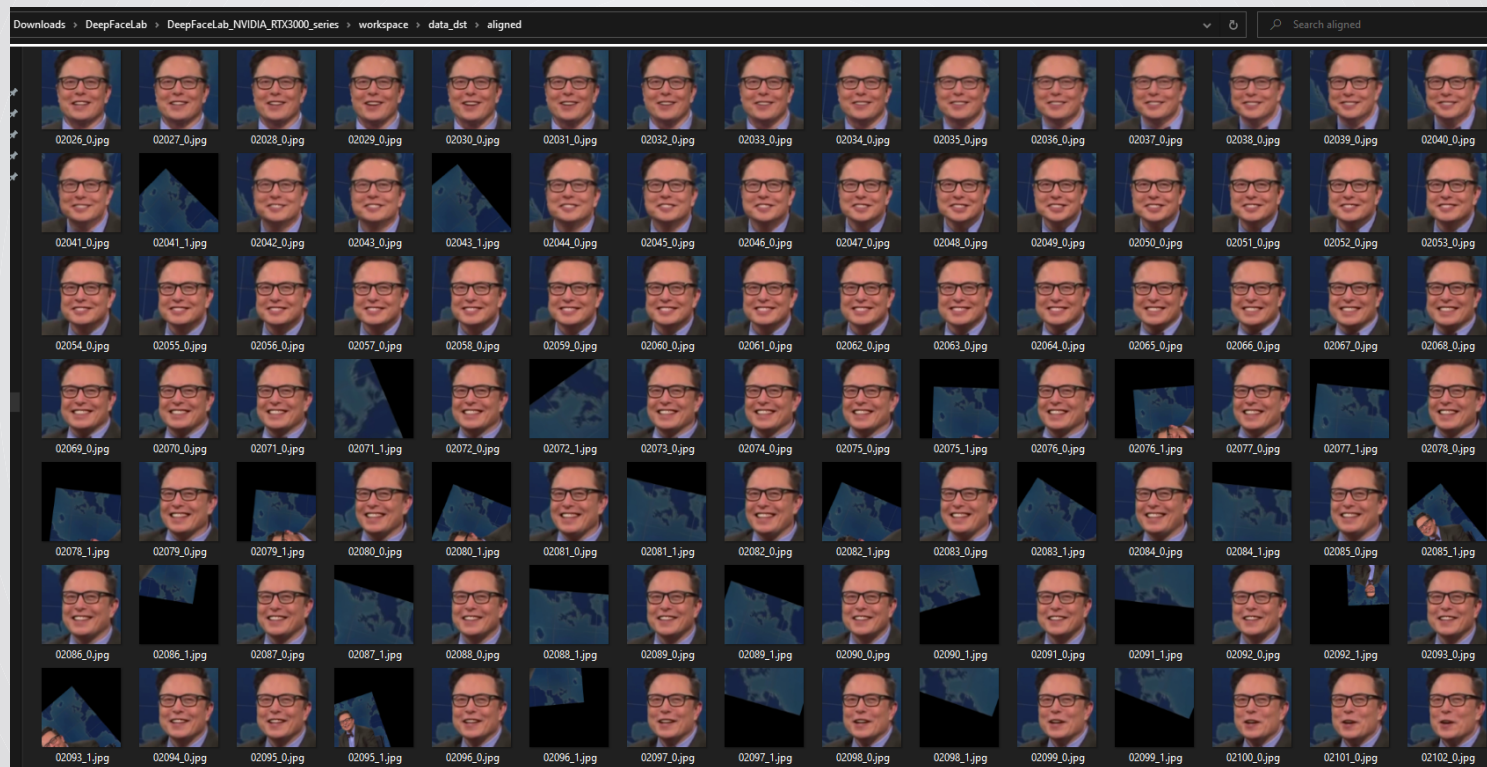 Downloads > DeepFaceLab > DeepFaceLab_NVIDIA_RTX3000_series > workspace > data_dst > aligned
Search aligned
02026_0.jpg 02027_0.jpg 02028_0.jpg 02029_0.jpg 02030_0.jpg 02031_0.jpg 02032_0.jpg 02033_0.jpg 02034_0.jpg 02035_0.jpg 02036_0.jpg 02037_0.jpg 02038_0.jpg 02039_0.jpg 02040_0.jpg
02041_0.jpg 02041_1.jpg 02042_0.jpg 02043_0.jpg 02043_1.jpg 02044_0.jpg 02045_0.jpg 02046_0.jpg 02047_0.jpg 02048_0.jpg 02049_0.jpg 02050_0.jpg 02051_0.jpg 02052_0.jpg 02053_0.jpg
02054_0.jpg 02055_0.jpg 02056_0.jpg 02057_0.jpg 02058_0.jpg 02059_0.jpg 02060_0.jpg 02061_0.jpg 02062_0.jpg 02063_0.jpg 02064_0.jpg 02065_0.jpg 02066_0.jpg 02067_0.jpg 02068_0.jpg
02069_0.jpg 02070_0.jpg 02071_0.jpg 02071_1.jpg 02072_0.jpg 02072_1.jpg 02073_0.jpg 02074_0.jpg 02075_0.jpg 02075_1.jpg 02076_0.jpg 02076_1.jpg 02077_0.jpg 02077_1.jpg 02078_0.jpg
02078_1.jpg 02079_0.jpg 02079_1.jpg 02080_0.jpg 02080_1.jpg 02081_0.jpg 02081_1.jpg 02082_0.jpg 02082_1.jpg 02083_0.jpg 02083_1.jpg 02084_0.jpg 02084_1.jpg 02085_0.jpg 02085_1.jpg
02086_0.jpg 02086_1.jpg 02087_0.jpg 02087_1.jpg 02088_0.jpg 02088_1.jpg 02089_0.jpg 02089_1.jpg 02090_0.jpg 02090_1.jpg 02091_0.jpg 02091_1.jpg 02092_0.jpg 02092_1.jpg 02093_0.jpg
02093_1.jpg 02094_0.jpg 02095_0.jpg 02095_1.jpg 02096_0.jpg 02096_1.jpg 02097_0.jpg 02097_1.jpg 02098_0.jpg 02098_1.jpg 02099_0.jpg 02099_1.jpg 02100_0.jpg 02101_0.jpg 02102_0.jpg